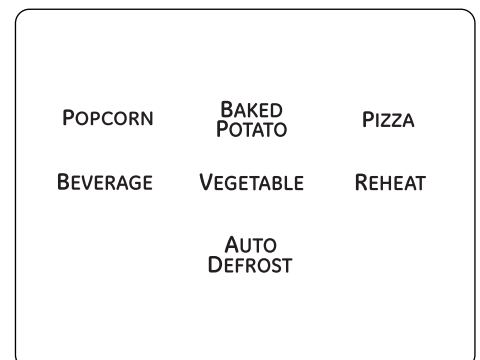 POPCORN
BAKED
POTATO
PIZZA
BEVERAGE
VEGETABLE
REHEAT
AUTO
DEFROST